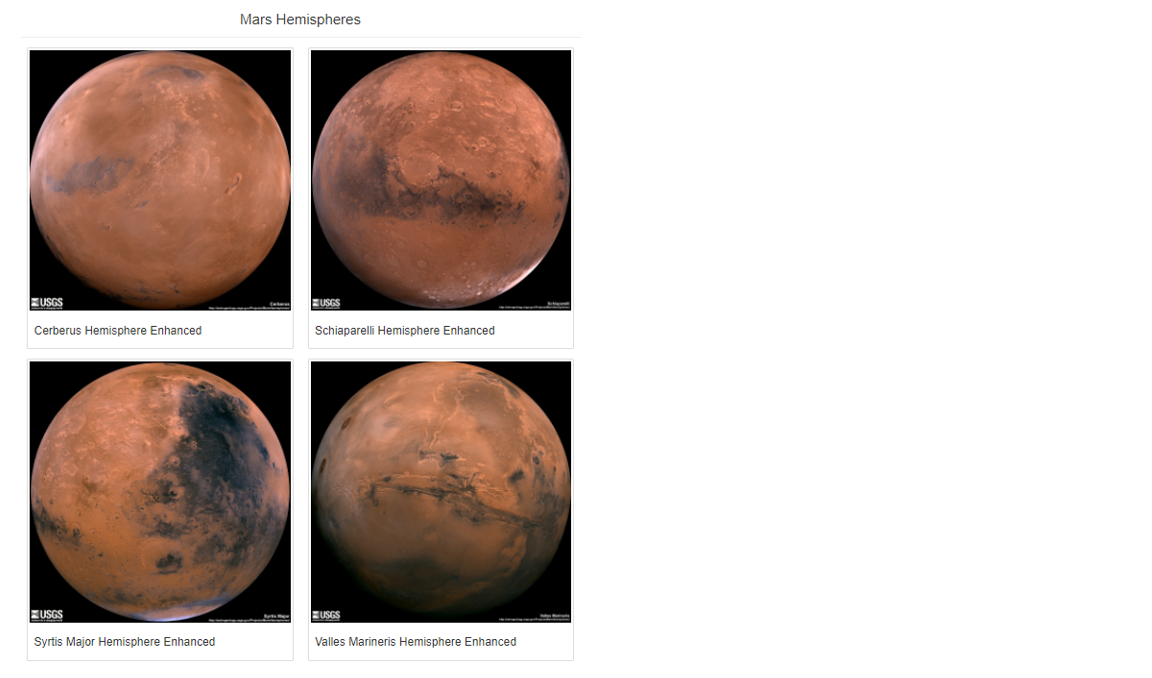 Mars Hemispheres
USGS
Cerberus
USGS
Schiaparelli
Cerberus Hemisphere Enhanced
Schiaparelli Hemisphere Enhanced
USGS
Syrtis Major
USGS
Valles Marineris
Syrtis Major Hemisphere Enhanced
Valles Marineris Hemisphere Enhanced